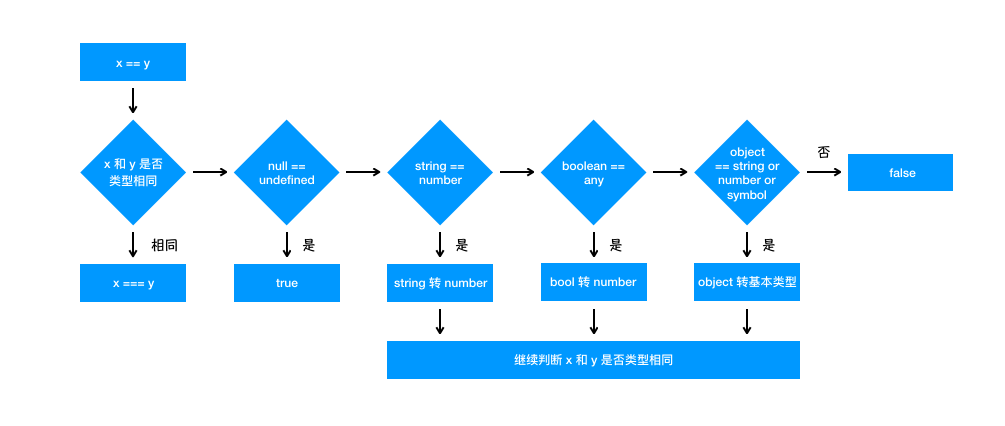 x == y
x 和 y 是否
类型相同
null ==
undefined
string ==
number
boolean ==
any
object
== string or
number or
symbol
否
false
相同
是
是
是
是
x === y
true
string 转 number
bool 转 number
object 转基本类型
继续判断 x 和 y 是否类型相同